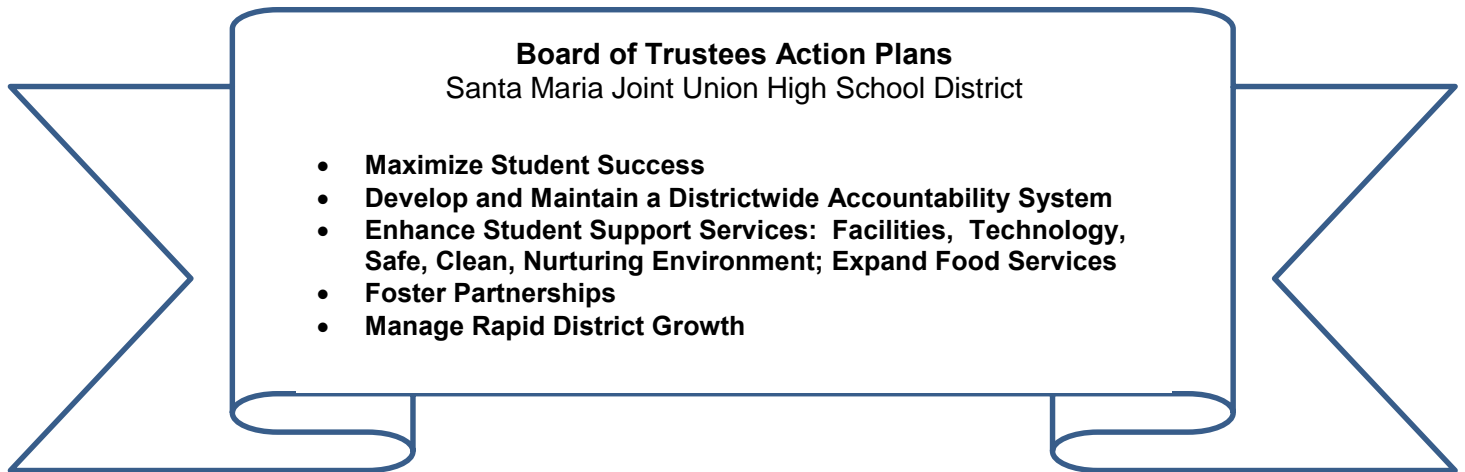 Board of Trustees Action Plans
Santa Maria Joint Union High School District
• Maximize Student Success
• Develop and Maintain a Districtwide Accountability System
• Enhance Student Support Services: Facilities, Technology,
Safe, Clean, Nurturing Environment; Expand Food Services
• Foster Partnerships
• Manage Rapid District Growth